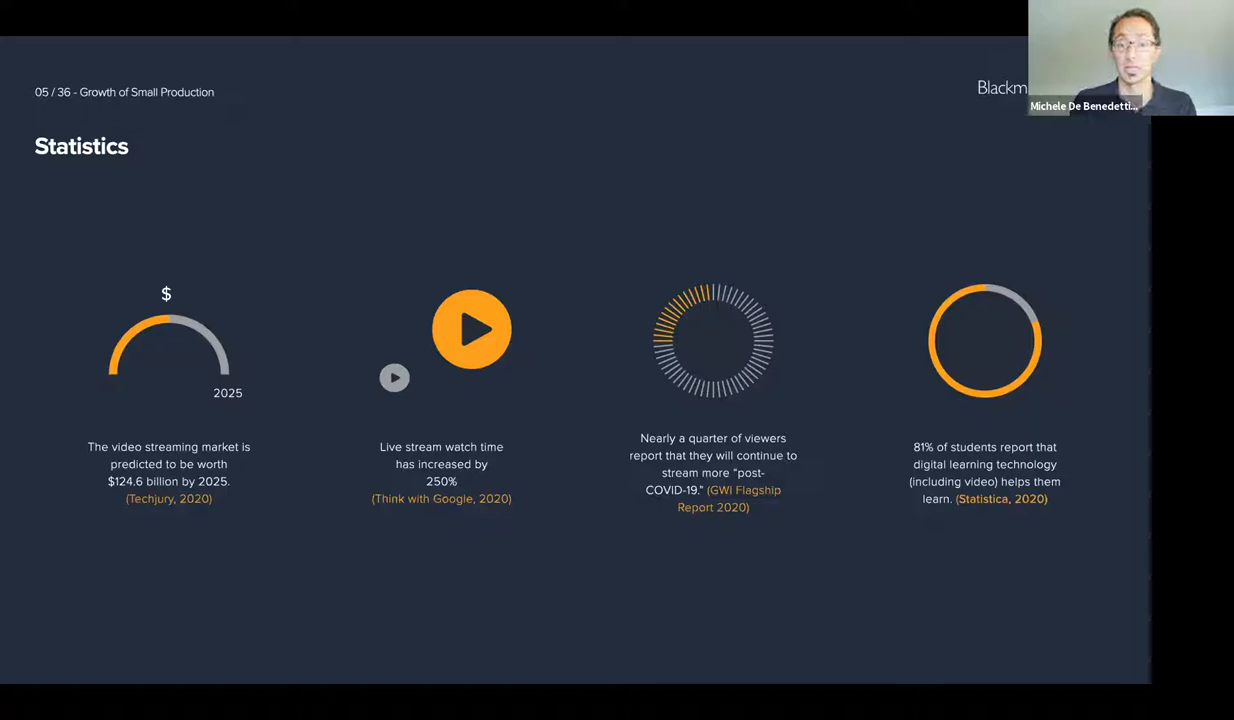 05 / 36 - Growth of Small Production
Blackm
Michele De Benedetti...
Statistics
$
2025
The video streaming market is
predicted to be worth
$124.6 billion by 2025.
(Techjury, 2020)
Live stream watch time
has increased by
250%
(Think with Google, 2020)
Nearly a quarter of viewers
report that they will continue to
stream more “post-
COVID-19.” (GWI Flagship
Report 2020)
81% of students report that
digital learning technology
(including video) helps them
learn. (Statistica, 2020)